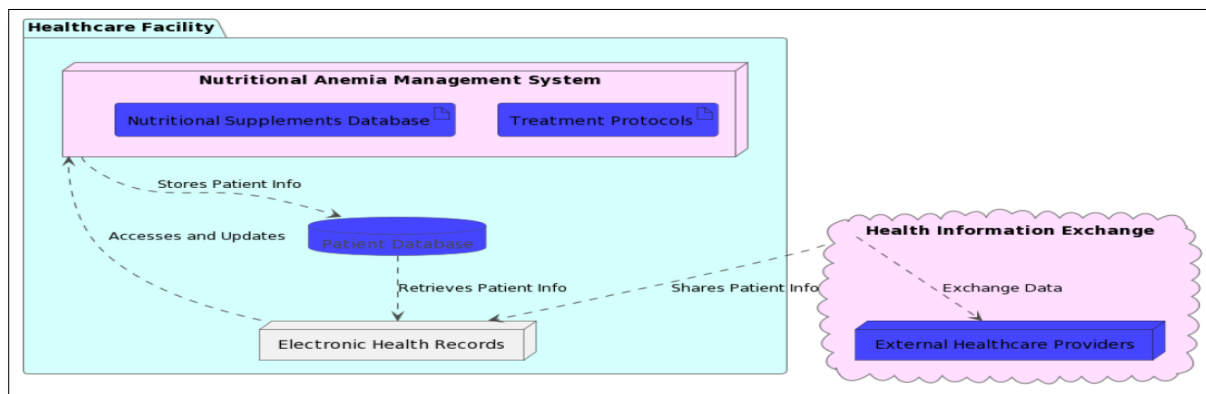 Healthcare Facility
Nutritional Anemia Management System
Nutritional Supplements Database
Treatment Protocols
Stores Patient Info
Patient Database
Accesses and Updates
Health Information Exchange
Retrieves Patient Info
Shares Patient Info
Exchange Data
Electronic Health Records
External Healthcare Providers